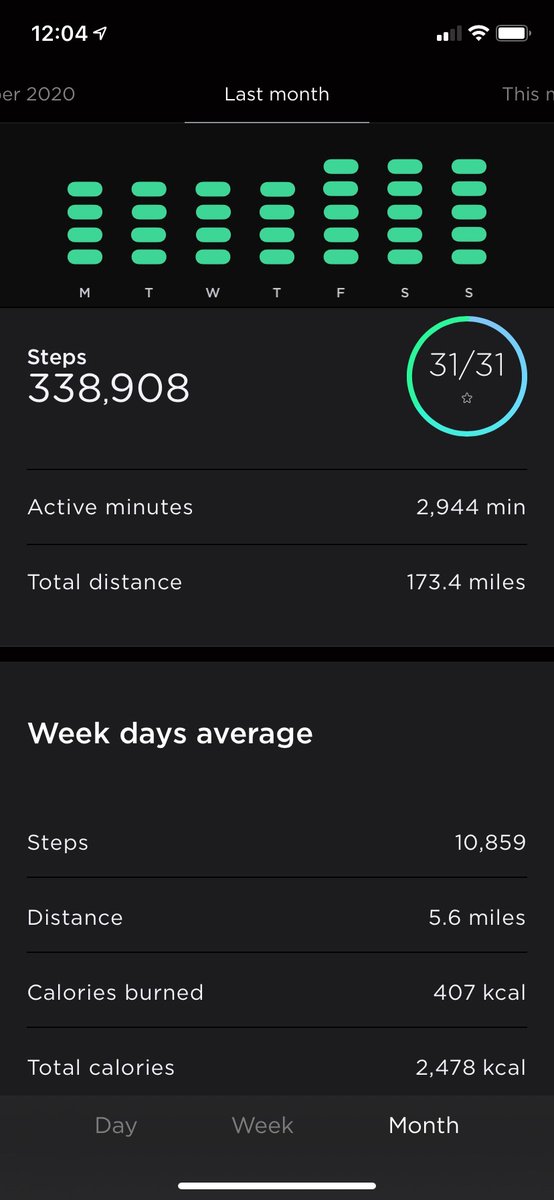 12:04
er 2020
Last month
This m
M T W T F S S
Steps
338,908
31/31
Active minutes
2,944 min
Total distance
173.4 miles
Week days average
Steps
10,859
Distance
5.6 miles
Calories burned
407 kcal
Total calories
2,478 kcal
Day Week Month